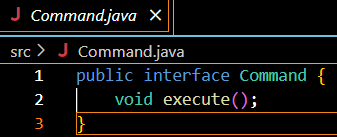 J Command.java ×
src > J Command.java
1 public interface Command {
2     void execute();
3 }